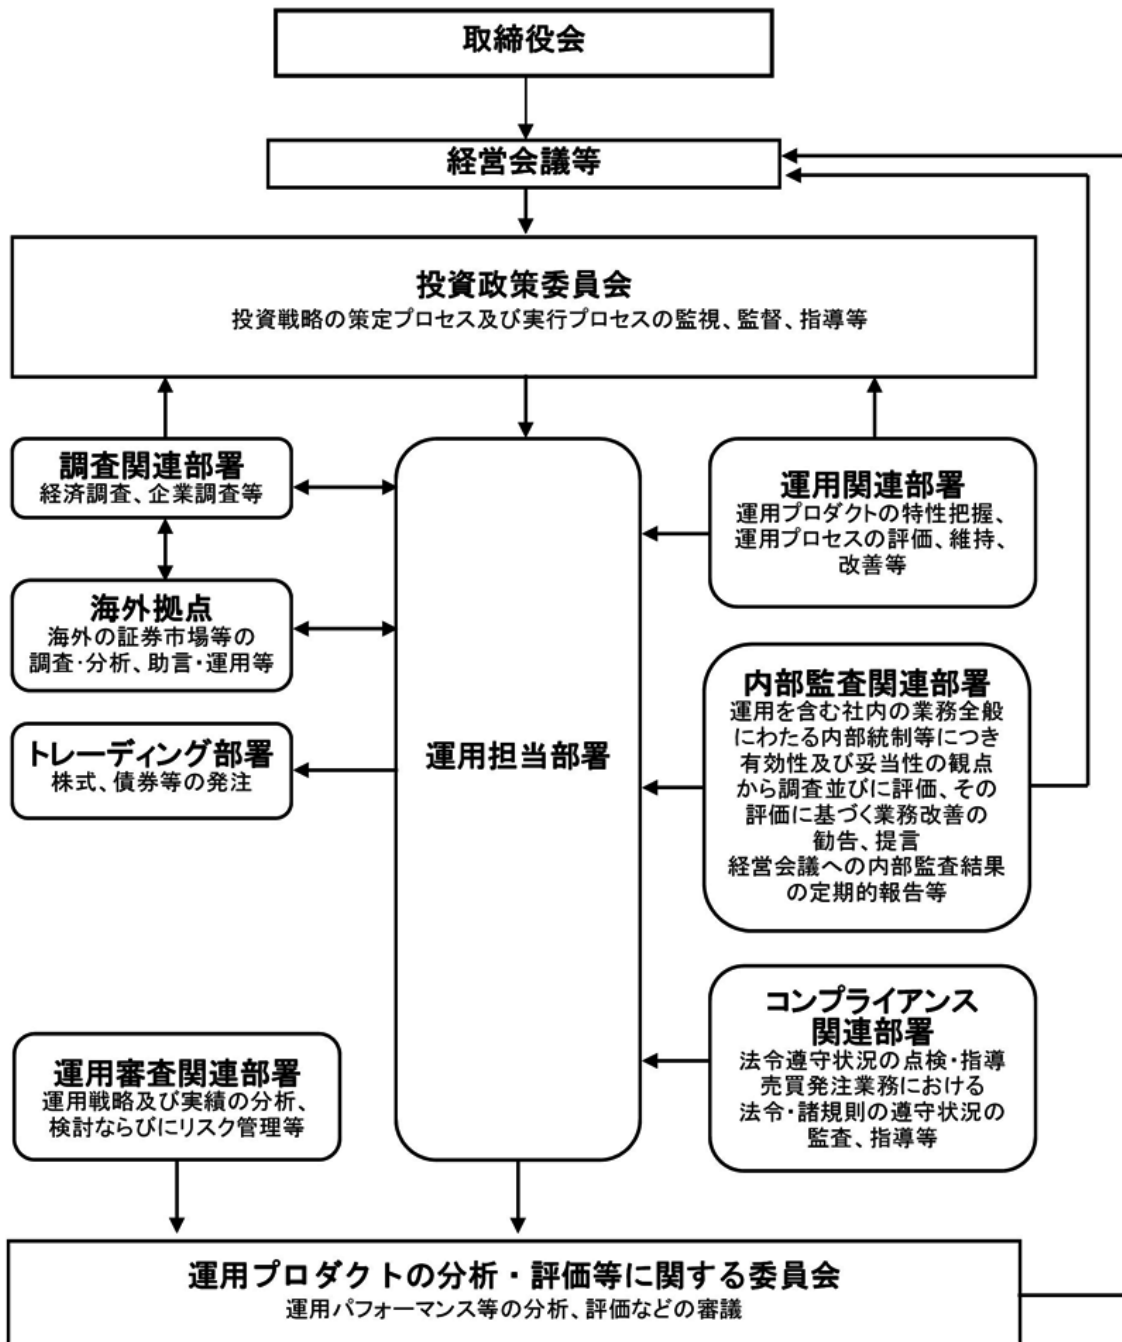 取締役会
経営会議等
投資政策委員会
投資戦略の策定プロセス及び実行プロセスの監視、監督、指導等
調査関連部署
経済調査、企業調査等
海外拠点
海外の証券市場等の
調査・分析、助言・運用等
トレーディング部署
株式、債券等の発注
運用審査関連部署
運用戦略及び実績の分析、
検討ならびにリスク管理等
運用担当部署
運用関連部署
運用プロダクトの特性把握、
運用プロセスの評価、維持、
改善等
内部監査関連部署
運用を含む社内の業務全般
にわたる内部統制等につき
有効性及び妥当性の観点
から調査並びに評価、その
評価に基づく業務改善の
勧告、提言
経営会議への内部監査結果
の定期的報告等
コンプライアンス
関連部署
法令遵守状況の点検・指導
売買発注業務における
法令・諸規則の遵守状況の
監査、指導等
運用プロダクトの分析・評価等に関する委員会
運用パフォーマンス等の分析、評価などの審議